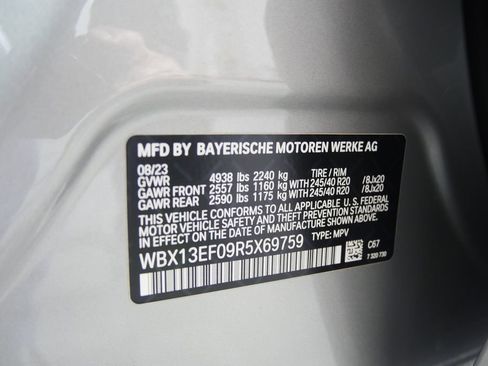 MFD BY BAYERISCHE MOTOREN WERKE AG
08/23 TIRE / RIM
GVWR 4938 lbs 2240 kg
GAWR FRONT 2557 lbs 1160 kg WITH 245/40 R20 /8Jx20
GAWR REAR 2590 lbs 1175 kg WITH 245/40 R20 /8Jx20
THIS VEHICLE CONFORMS TO ALL APPLICABLE U.S. FEDERAL
MOTOR VEHICLE SAFETY AND THEFT PREVENTION STANDARDS
IN EFFECT ON THE DATE OF MANUFACTURE SHOWN ABOVE.
WBX13EF09R5X69759 TYPE: MPV C67
7 320 730